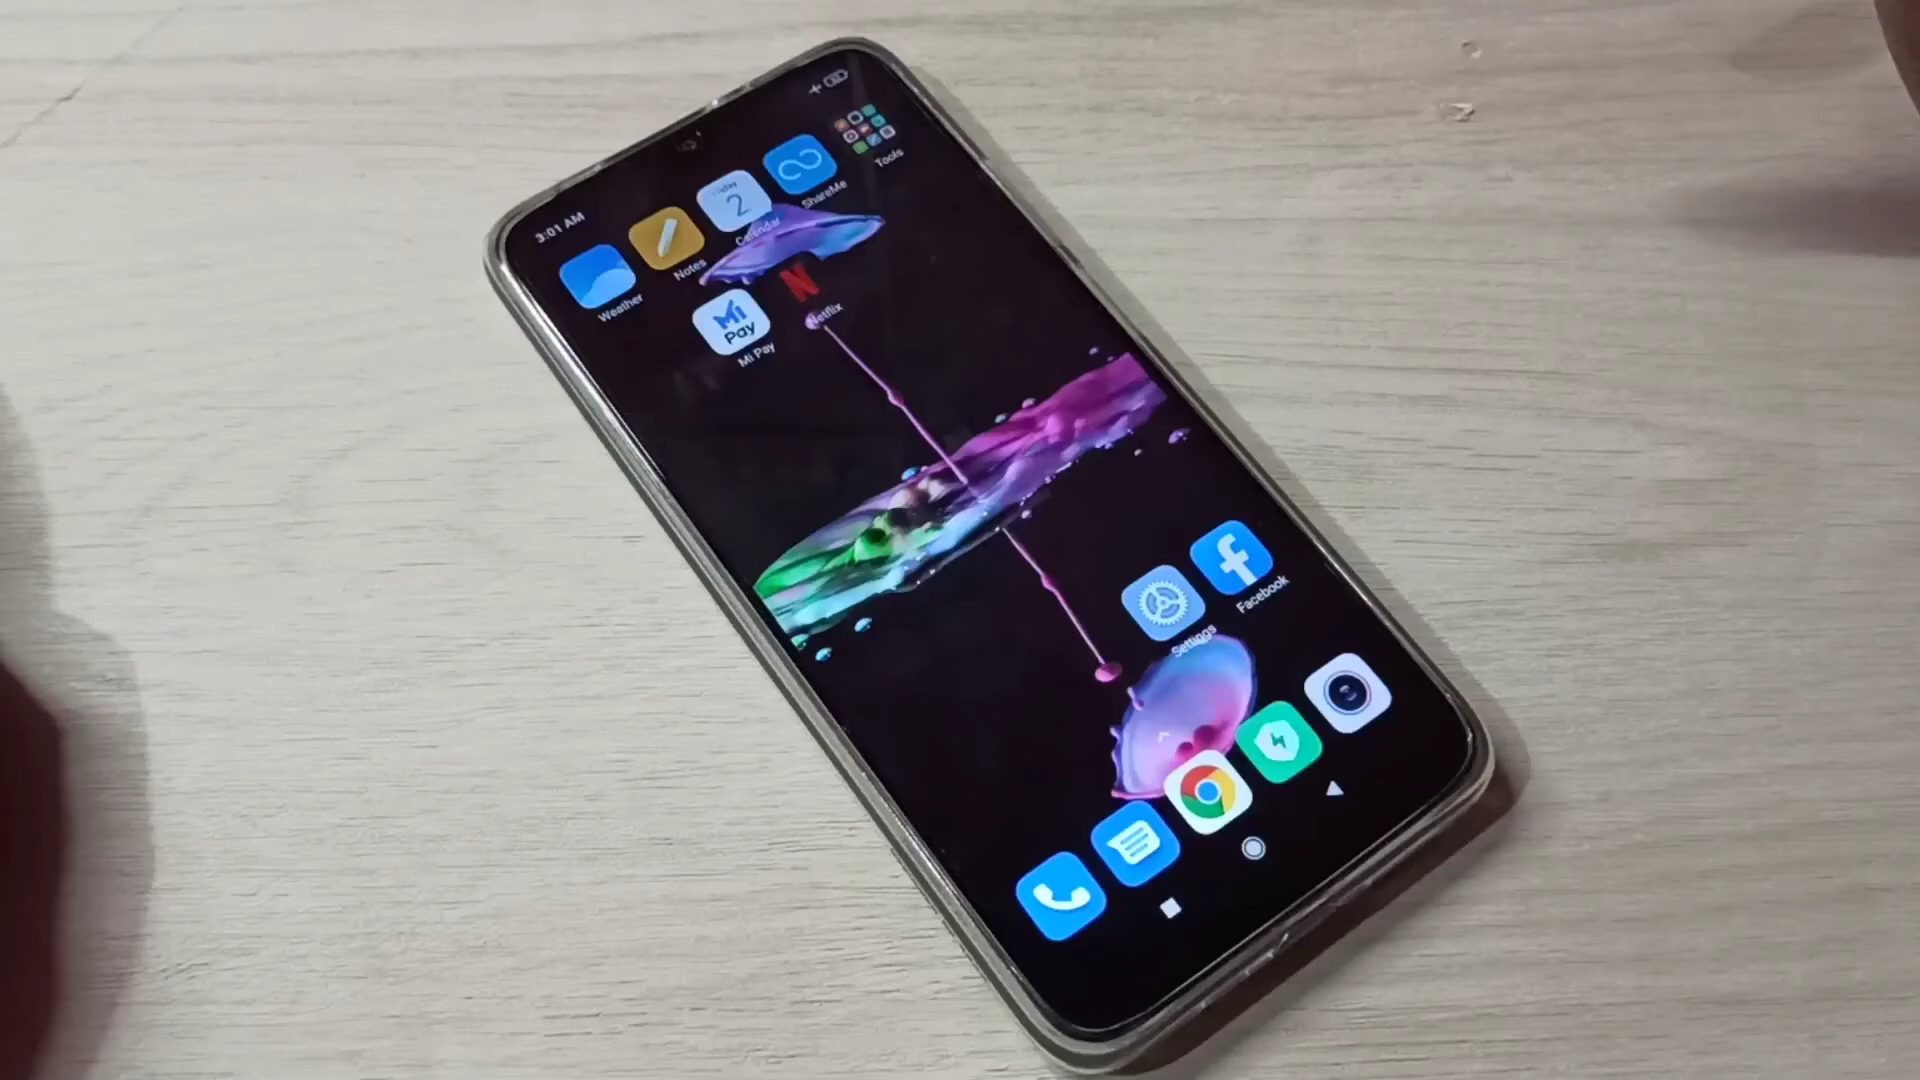 3:01 AM
Weather
Notes
2
Calendar
ShareMe
Tools
Mi
Pay
Mi Pay
N
Netflix
Settings
f
Facebook